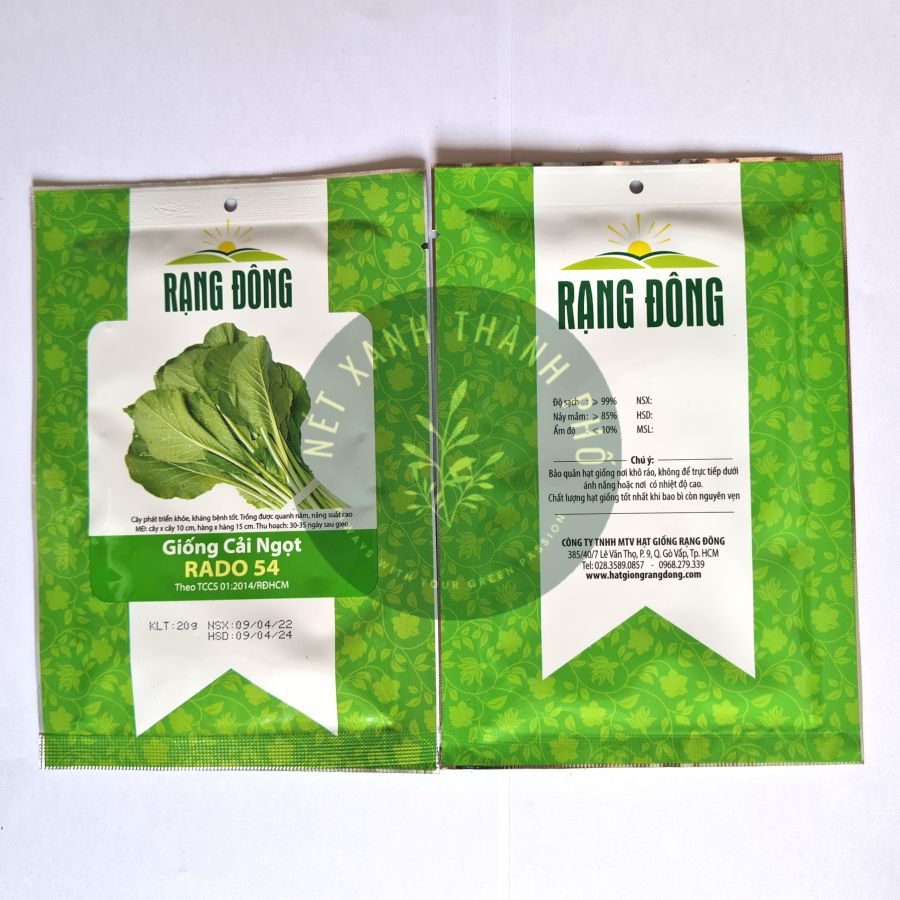 RẠNG ĐÔNG
Cây phát triển khỏe, kháng bệnh tốt. Trồng được quanh năm, năng suất cao
MĐ: cây x cây 10 cm, hàng x hàng 15 cm. Thu hoạch: 30-35 ngày sau gieo.
Giống Cải Ngọt
RADO 54
Theo TCCS 01:2014/RĐHCM
KLT:20g NSX:09/04/22
HSD:09/04/24
RẠNG ĐÔNG
Độ sạch : ≥ 99% NSX:
Nảy mầm: ≥ 85% HSD:
Ẩm độ : ≤ 10% MSL:
Chú ý:
Bảo quản hạt giống nơi khô ráo, không để trực tiếp dưới
ánh nắng hoặc nơi có nhiệt độ cao.
Chất lượng hạt giống tốt nhất khi bao bì còn nguyên vẹn
CÔNG TY TNHH MTV HẠT GIỐNG RẠNG ĐÔNG
385/40/7 Lê Văn Thọ, P. 9, Q. Gò Vấp, Tp. HCM
Tel: 028.3589.0857 - 0968.279.339
www.hatgiongrangdong.com
NET XANH THÀNH PHỐ
WITH YOUR GREEN PASSION